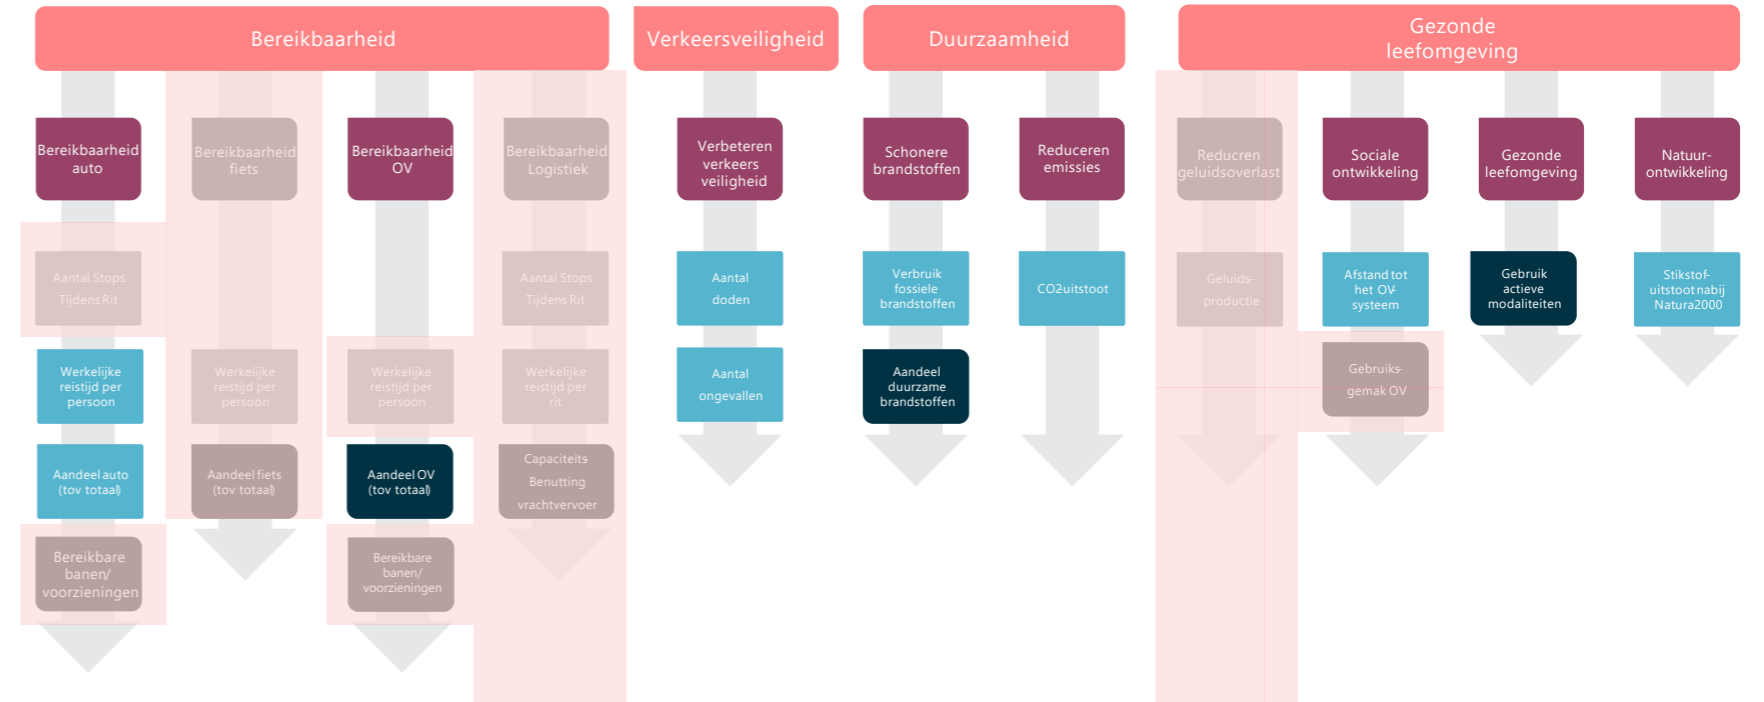 Bereikbaarheid
Verkeersveiligheid
Duurzaamheid
Gezonde
leefomgeving
Bereikbaarheid
auto
Bereikbaarheid
fiets
Bereikbaarheid
OV
Bereikbaarheid
Logistiek
Verbeteren
verkeers
veiligheid
Schonere
brandstoffen
Reduceren
emissies
Reducren
geluidsoverlast
Sociale
ontwikkeling
Gezonde
leefomgeving
Natuur-
ontwikkeling
Aantal Stops
Tijdens Rit
Aantal Stops
Tijdens Rit
Aantal
doden
Verbruik
fossiele
brandstoffen
CO2-uitstoot
Geluids-
productie
Afstand tot
het OV-
systeem
Gebruik
actieve
modaliteiten
Stikstof-
uitstoot nabij
Natura2000
Werkelijke
reistijd per
persoon
Werkelijke
reistijd per
persoon
Werkelijke
reistijd per
persoon
Werkelijke
reistijd per
rit
Aantal
ongevallen
Aandeel
duurzame
brandstoffen
Gebruiks-
gemak OV
Aandeel auto
(tov totaal)
Aandeel fiets
(tov totaal)
Aandeel OV
(tov totaal)
Capaciteits-
Benutting
vrachtvervoer
Bereikbare
banen/
voorzieningen
Bereikbare
banen/
voorzieningen